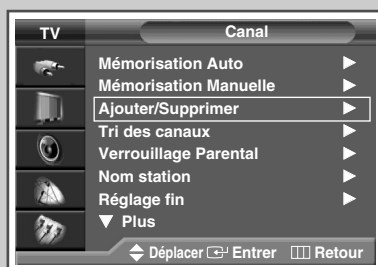 TV Canal
Mémorisation Auto
Mémorisation Manuelle
Ajouter/Supprimer
Tri des canaux
Verrouillage Parental
Nom station
Réglage fin
Plus
Déplacer Entrer Retour